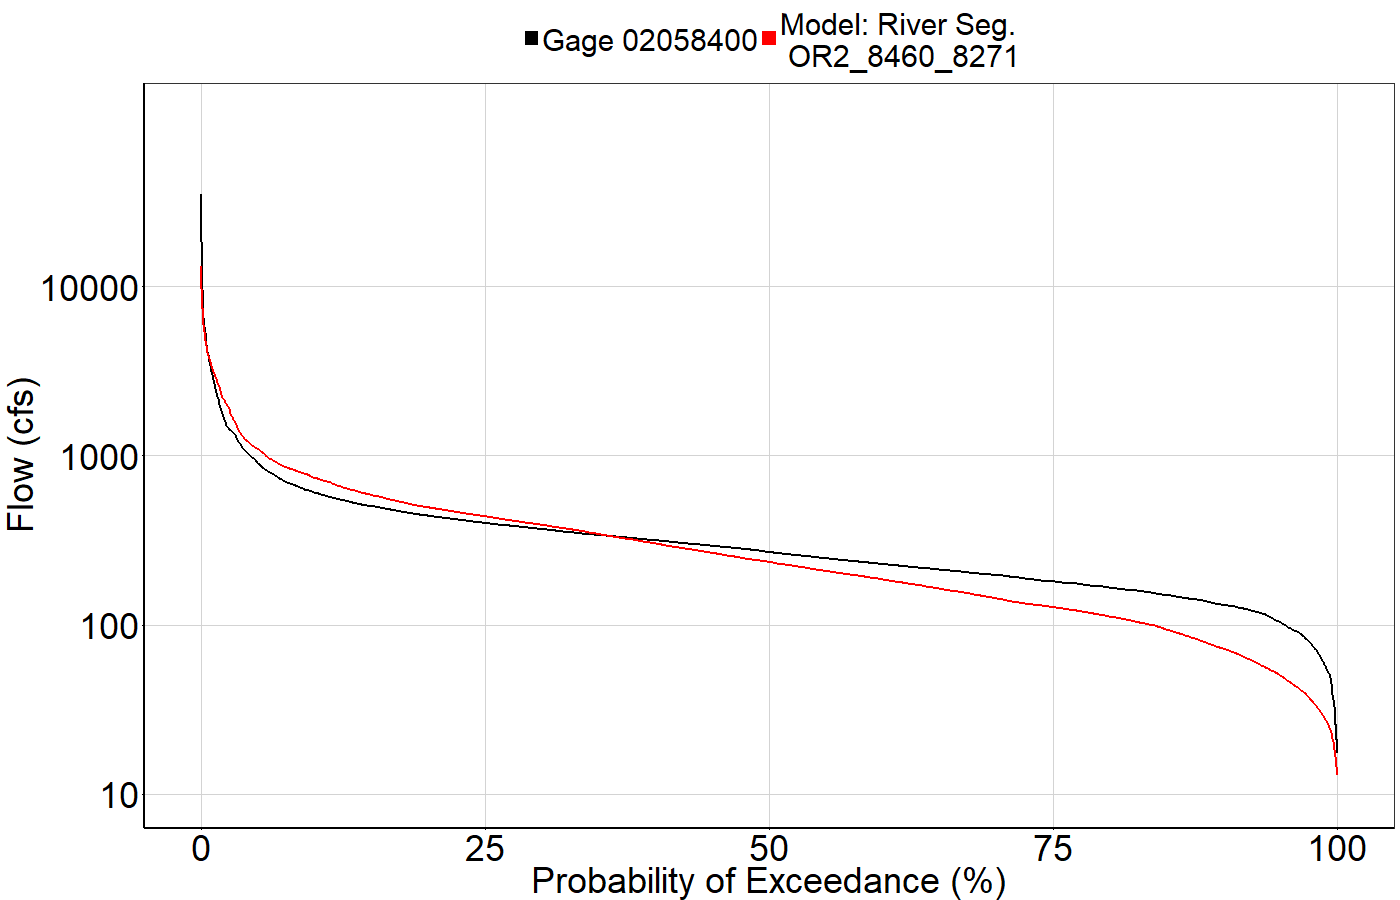 Gage 02058400
Model: River Seg.
OR2_8460_8271
10000
1000
100
10
Flow (cfs)
0 25 50 75 100
Probability of Exceedance (%)